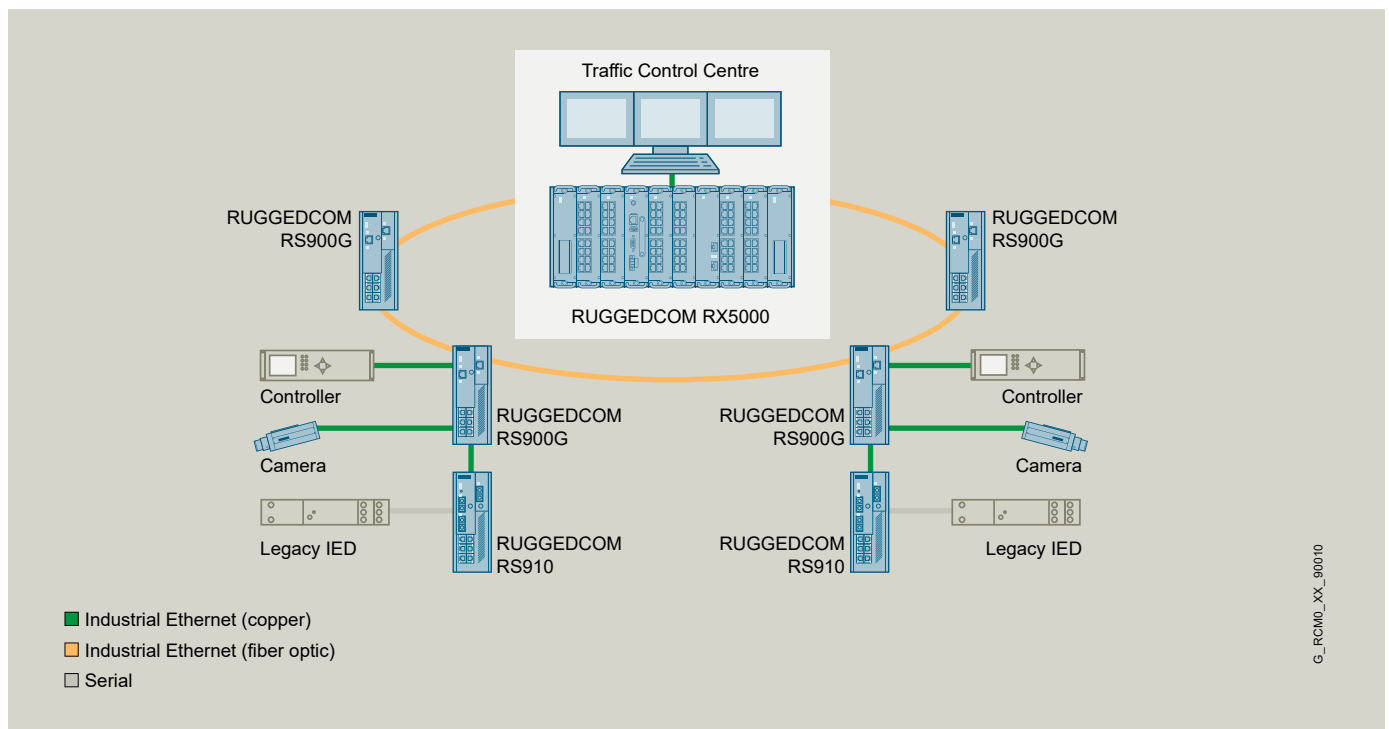 Traffic Control Centre
RUGGEDCOM
RS900G
RUGGEDCOM
RS900G
RUGGEDCOM RX5000
Controller
RUGGEDCOM
RS900G
RUGGEDCOM
RS900G
Controller
Camera
Camera
Legacy IED
RUGGEDCOM
RS910
RUGGEDCOM
RS910
Legacy IED
Industrial Ethernet (copper)
Industrial Ethernet (fiber optic)
Serial
G_RCM0_XX_90010